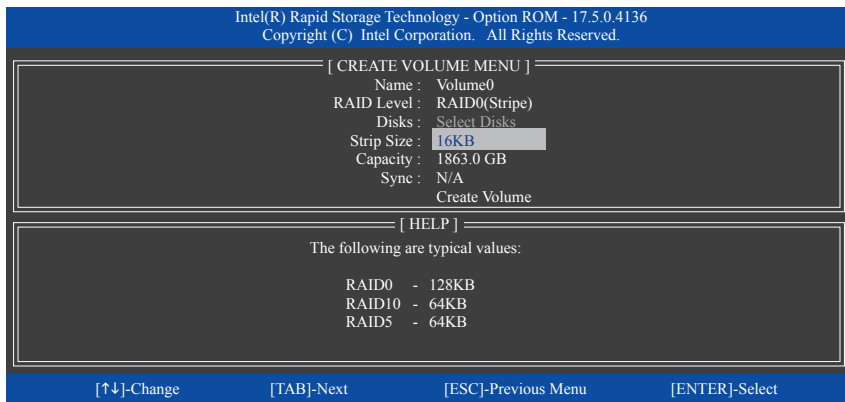 Intel(R) Rapid Storage Technology - Option ROM - 17.5.0.4136
Copyright (C) Intel Corporation. All Rights Reserved.
[ CREATE VOLUME MENU ]
Name : Volume0
RAID Level : RAID0(Stripe)
Disks : Select Disks
Strip Size : 16KB
Capacity : 1863.0 GB
Sync : N/A
Create Volume
[ HELP ]
The following are typical values:
RAID0 - 128KB
RAID10 - 64KB
RAID5 - 64KB
[↑↓]-Change [TAB]-Next [ESC]-Previous Menu [ENTER]-Select